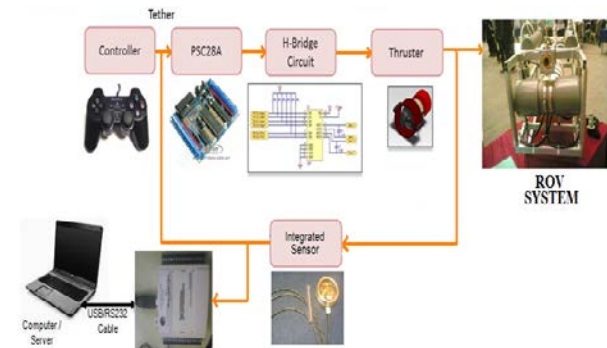 Tether
Controller
PSC28A
H-Bridge
Circuit
Thruster
ROV
SYSTEM
Integrated
Sensor
Computer /
Server
USB/RS232
Cable